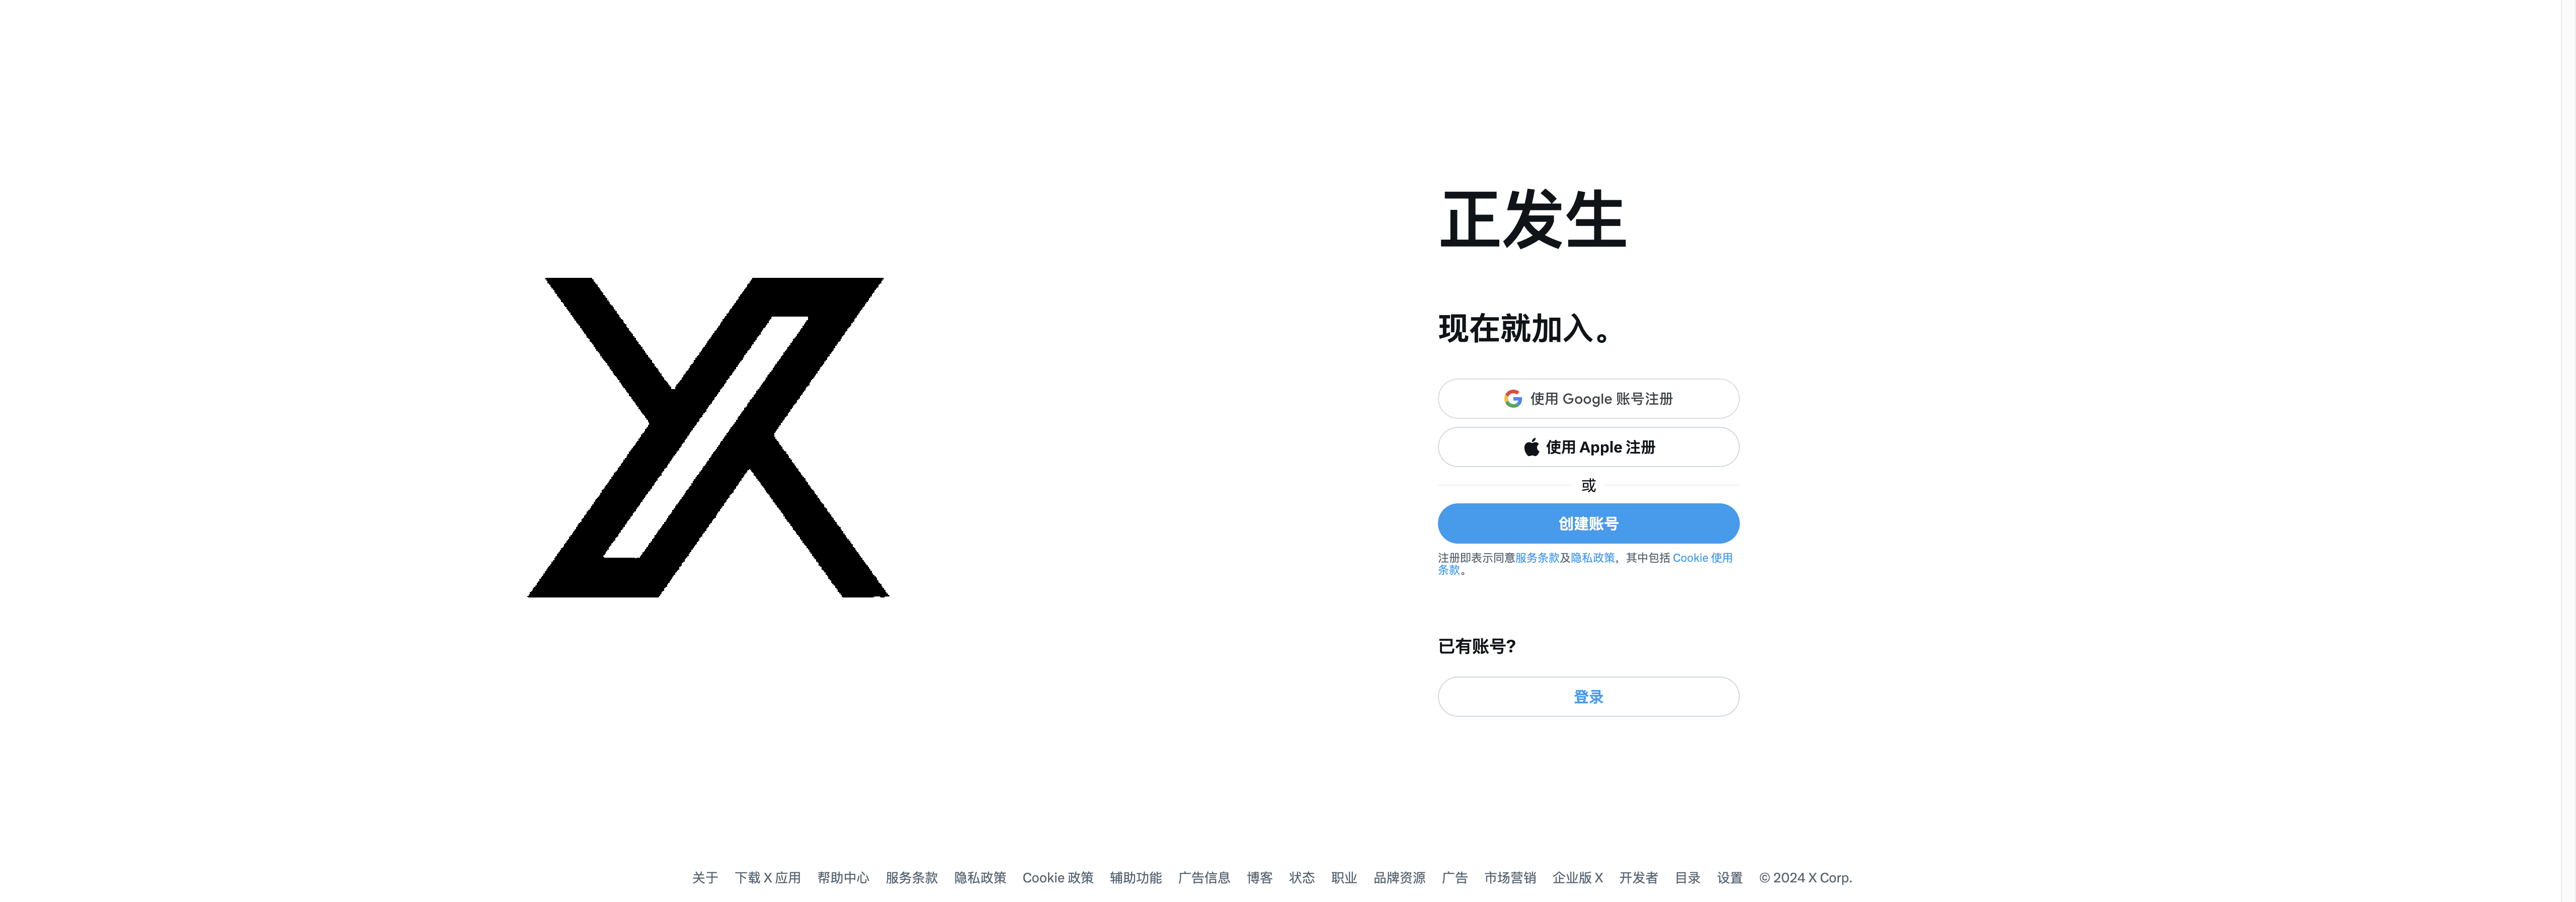 正发生
现在就加入。
使用 Google 账号注册
使用 Apple 注册
或
创建账号
注册即表示同意服务条款及隐私政策，其中包括 Cookie 使用
条款。
已有账号?
登录
关于 下载 X 应用 帮助中心 服务条款 隐私政策 Cookie 政策 辅助功能 广告信息 博客 状态 职业 品牌资源 广告 市场营销 企业版 X 开发者 目录 设置 © 2024 X Corp.